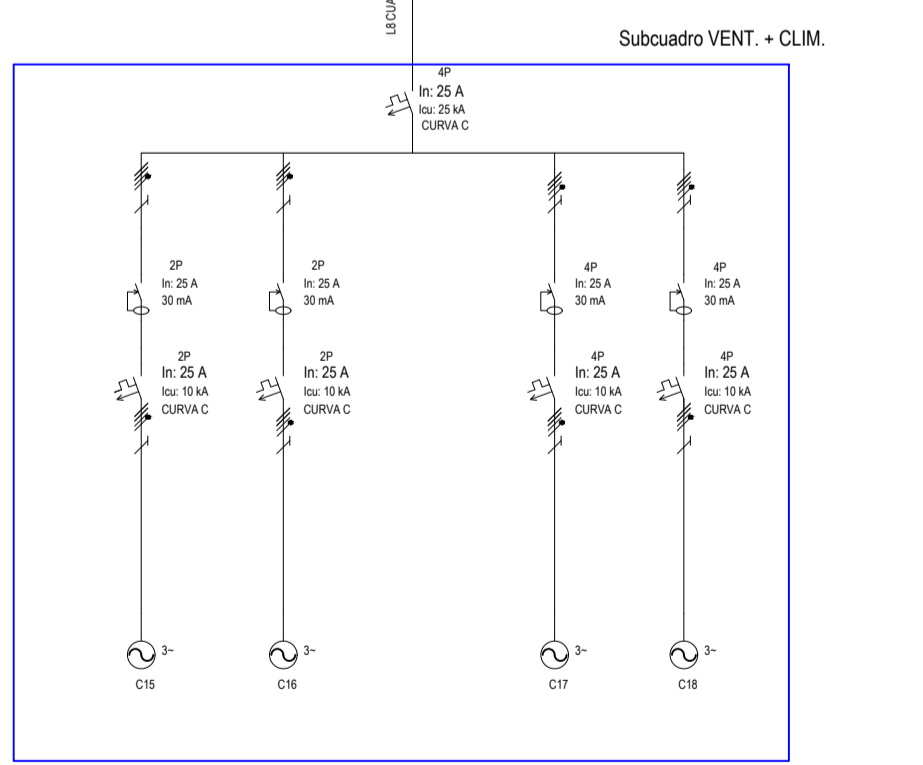 L8 CUA
Subcuadro VENT. + CLIM.
4P
In: 25 A
Icu: 25 kA
CURVA C
2P
In: 25 A
30 mA
2P
In: 25 A
30 mA
4P
In: 25 A
30 mA
4P
In: 25 A
30 mA
2P
In: 25 A
Icu: 10 kA
CURVA C
2P
In: 25 A
Icu: 10 kA
CURVA C
4P
In: 25 A
Icu: 10 kA
CURVA C
4P
In: 25 A
Icu: 10 kA
CURVA C
3~
3~
3~
3~
C15
C16
C17
C18